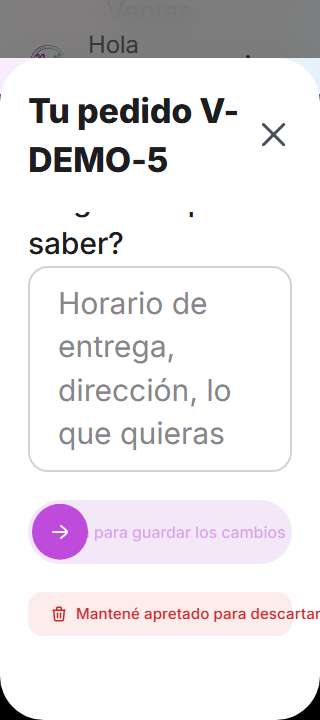 Ventas
Hola
Tu pedido V-
DEMO-5
saber?
Horario de
entrega,
dirección, lo
que quieras
para guardar los cambios
Mantené apretado para descartar